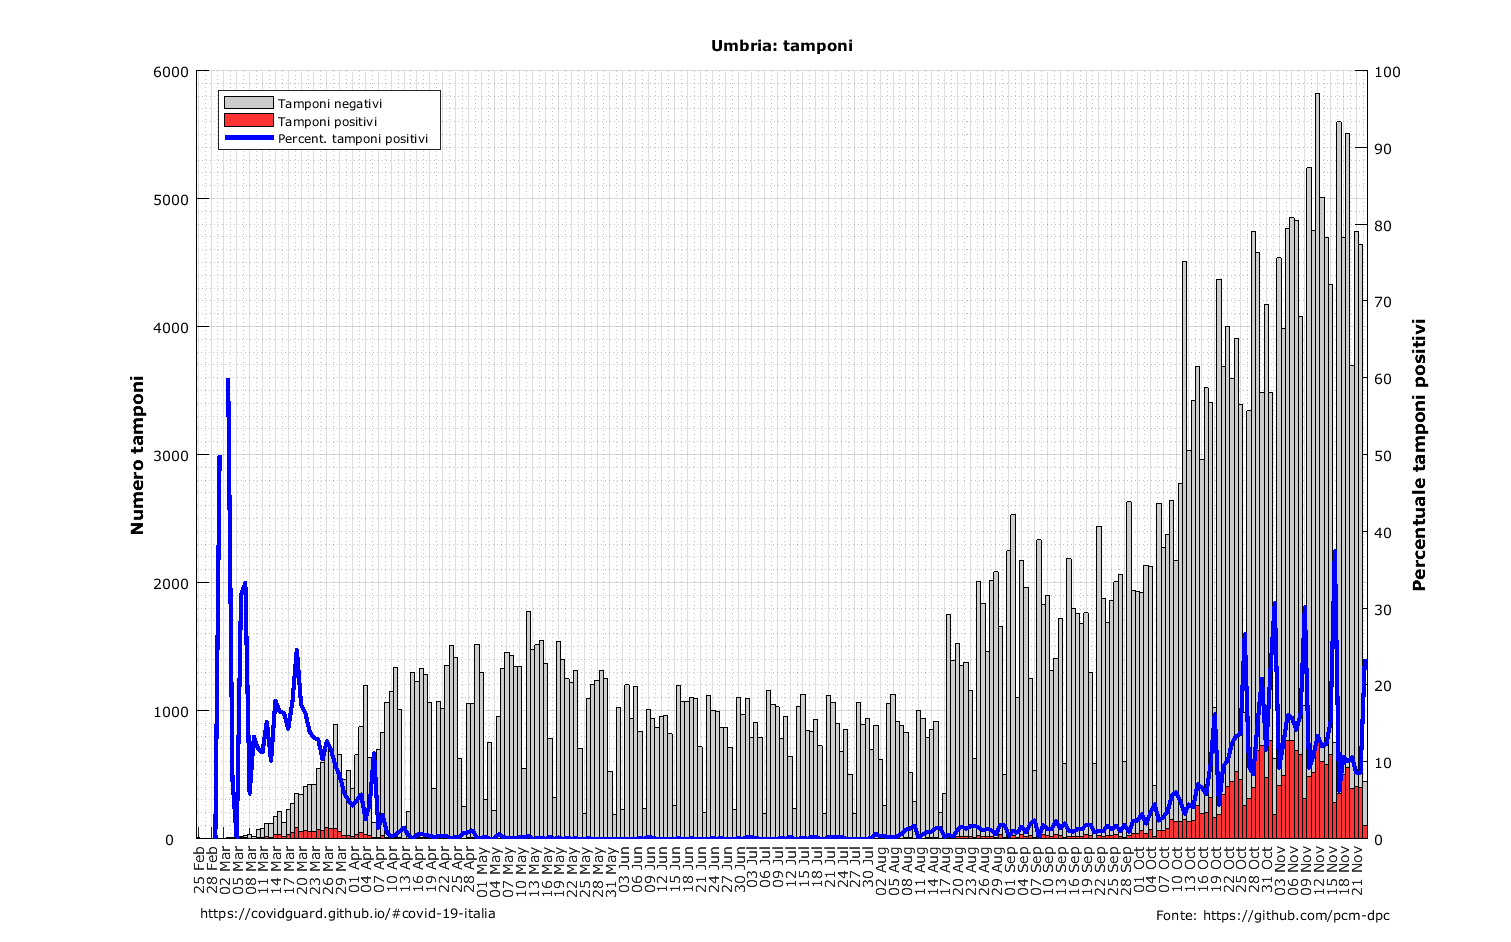 Umbria: tamponi
Tamponi negativi
Tamponi positivi
Percent. tamponi positivi
Numero tamponi
6000
5000
4000
3000
2000
1000
0
Percentuale tamponi positivi
100
90
80
70
60
50
40
30
20
10
0
25 Feb
28 Feb
02 Mar
05 Mar
08 Mar
11 Mar
14 Mar
17 Mar
20 Mar
23 Mar
26 Mar
29 Mar
01 Apr
04 Apr
07 Apr
10 Apr
13 Apr
16 Apr
19 Apr
22 Apr
25 Apr
28 Apr
01 May
04 May
07 May
10 May
13 May
16 May
19 May
22 May
25 May
28 May
31 May
03 Jun
06 Jun
09 Jun
12 Jun
15 Jun
18 Jun
21 Jun
24 Jun
27 Jun
30 Jun
03 Jul
06 Jul
09 Jul
12 Jul
15 Jul
18 Jul
21 Jul
24 Jul
27 Jul
30 Jul
02 Aug
05 Aug
08 Aug
11 Aug
14 Aug
17 Aug
20 Aug
23 Aug
26 Aug
29 Aug
01 Sep
04 Sep
07 Sep
10 Sep
13 Sep
16 Sep
19 Sep
22 Sep
25 Sep
28 Sep
01 Oct
04 Oct
07 Oct
10 Oct
13 Oct
16 Oct
19 Oct
22 Oct
25 Oct
28 Oct
31 Oct
03 Nov
06 Nov
09 Nov
12 Nov
15 Nov
18 Nov
21 Nov
https://covidguard.github.io/#covid-19-italia
Fonte: https://github.com/pcm-dpc